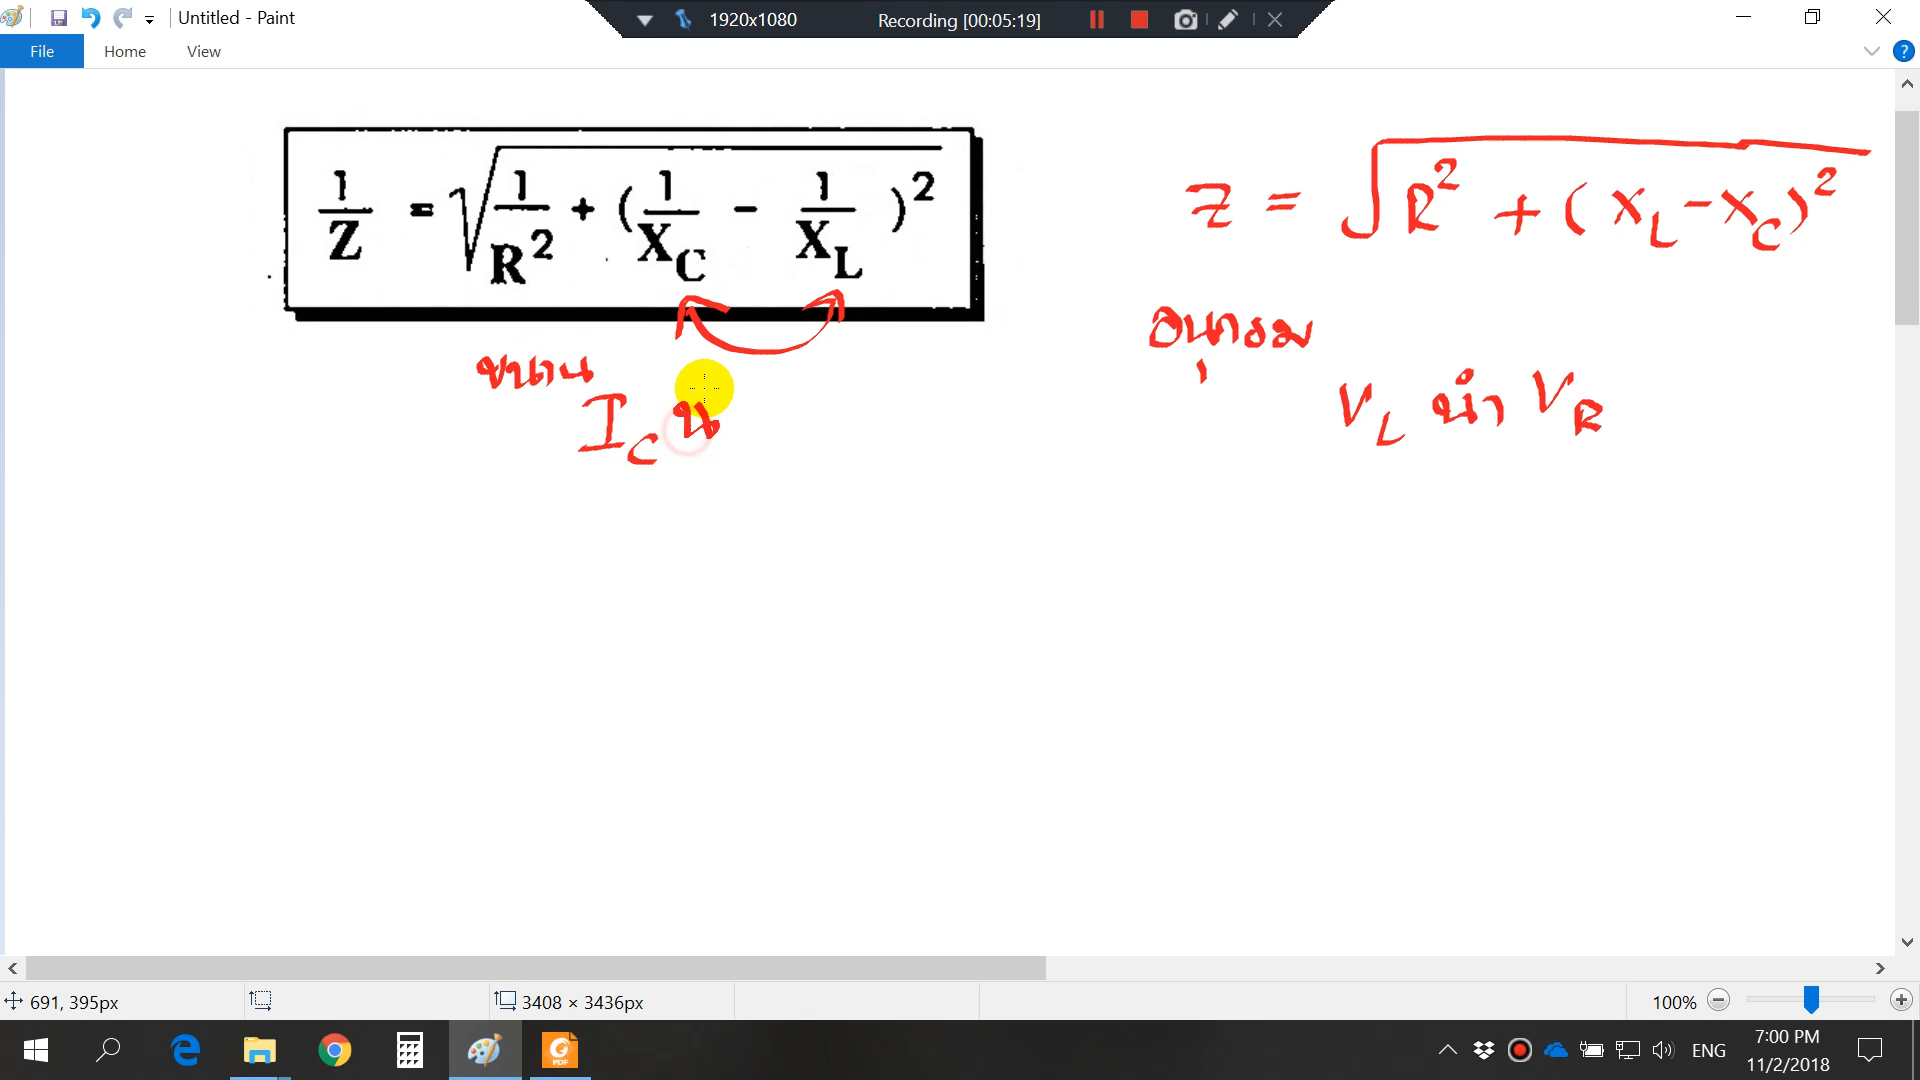 Untitled - Paint
1920x1080
Recording [00:05:19]
File
Home
View
1/Z = √(1/R² + (1/X_C - 1/X_L)²)
Z = √(R² + (X_L - X_C)²)
อนุกรม
ขนาน
V_L นำ V_R
I_C น
691, 395px
3408 × 3436px
100%
ENG
7:00 PM
11/2/2018
PDF